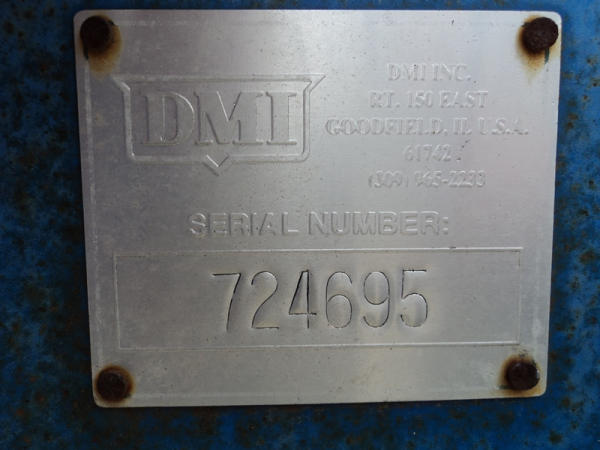 DMI
DMI INC.
RT. 150 EAST
GOODFIELD, IL U.S.A.
61742
(309) 965-2233
SERIAL NUMBER:
724695